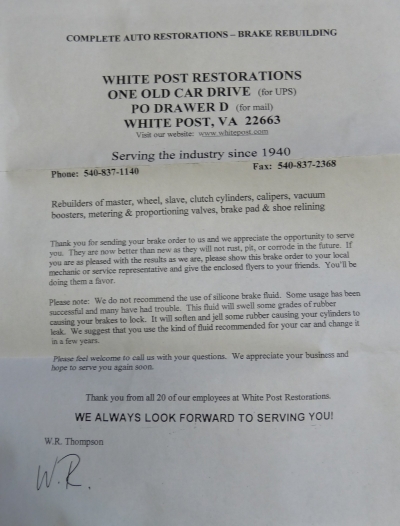 COMPLETE AUTO RESTORATIONS – BRAKE REBUILDING
WHITE POST RESTORATIONS
ONE OLD CAR DRIVE (for UPS)
PO DRAWER D (for mail)
WHITE POST, VA 22663
Visit our website: www.whitepost.com
Serving the industry since 1940
Phone: 540-837-1140 Fax: 540-837-2368
Rebuilders of master, wheel, slave, clutch cylinders, calipers, vacuum
boosters, metering & proportioning valves, brake pad & shoe relining
Thank you for sending your brake order to us and we appreciate the opportunity to serve
you. They are now better than new as they will not rust, pit, or corrode in the future. If
you are as pleased with the results as we are, please show this brake order to your local
mechanic or service representative and give the enclosed flyers to your friends. You'll be
doing them a favor.
Please note: We do not recommend the use of silicone brake fluid. Some usage has been
successful and many have had trouble. This fluid will swell some grades of rubber
causing your brakes to lock. It will soften and jell some rubber causing your cylinders to
leak. We suggest that you use the kind of fluid recommended for your car and change it
in a few years.
Please feel welcome to call us with your questions. We appreciate your business and
hope to serve you again soon.
Thank you from all 20 of our employees at White Post Restorations.
WE ALWAYS LOOK FORWARD TO SERVING YOU!
W.R. Thompson
W.R.